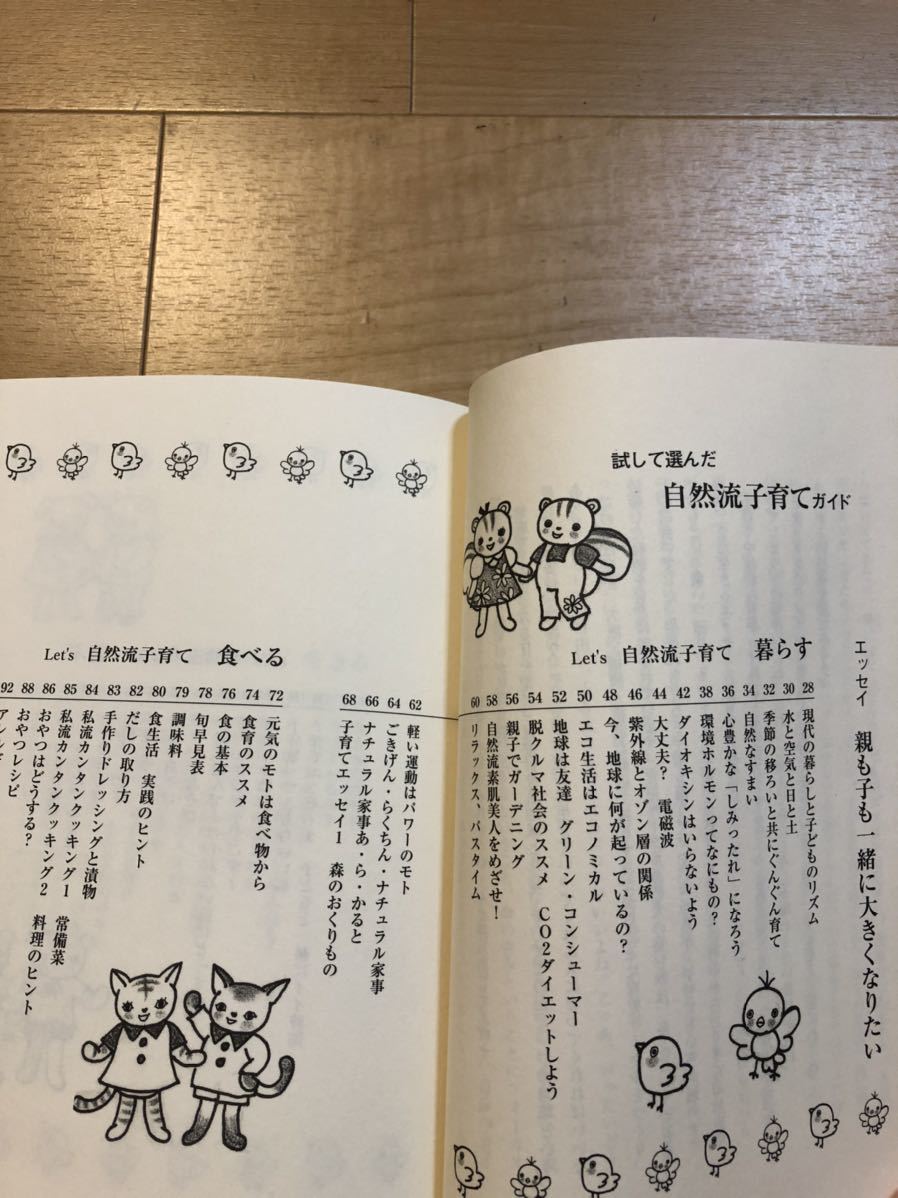 エッセイ　親も子も一緒に大きくなりたい
試して選んだ
自然流子育てガイド
Let's 自然流子育て　暮らす
28 現代の暮らしと子どものリズム
30 水と空気と日と土
32 季節の移ろいと共にぐんぐん育て
34 自然なすまい
36 心豊かな「しみったれ」になろう
38 環境ホルモンってなにもの？
42 ダイオキシンはいらないよう
44 大丈夫？　電磁波
46 紫外線とオゾン層の関係
48 今、地球に何が起っているの？
50 エコ生活はエコノミカル
52 地球は友達　グリーン・コンシューマー
54 脱クルマ社会のススメ　CO2ダイエットしよう
56 親子でガーデニング
58 自然流素肌美人をめざせ！
60 リラックス、バスタイム
62 軽い運動はパワーのモト
64 ごきげん・らくちん・ナチュラル家事
66 ナチュラル家事あ・ら・かると
68 子育てエッセイ1　森のおくりもの
Let's 自然流子育て　食べる
72 元気のモトは食べ物から
74 食育のススメ
76 食の基本
78 旬早見表
79 調味料
80 食生活　実践のヒント
82 だしの取り方
83 手作りドレッシングと漬物
84 私流カンタンクッキング1　常備菜
85 私流カンタンクッキング2　料理のヒント
86 おやつはどうする？
88 おやつレシピ
92